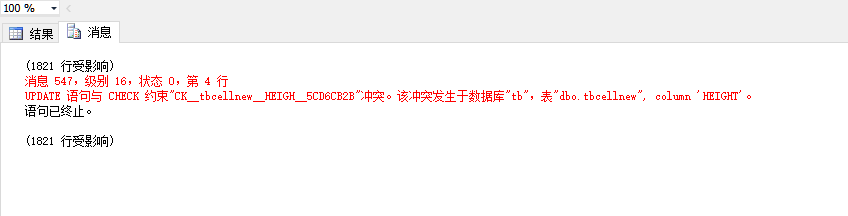 100 %
结果 消息
(1821 行受影响)
消息 547，级别 16，状态 0，第 4 行
UPDATE 语句与 CHECK 约束"CK__tbcellnew__HEIGH__5CD6CB2B"冲突。该冲突发生于数据库"tb"，表"dbo.tbcellnew", column 'HEIGHT'。
语句已终止。
(1821 行受影响)